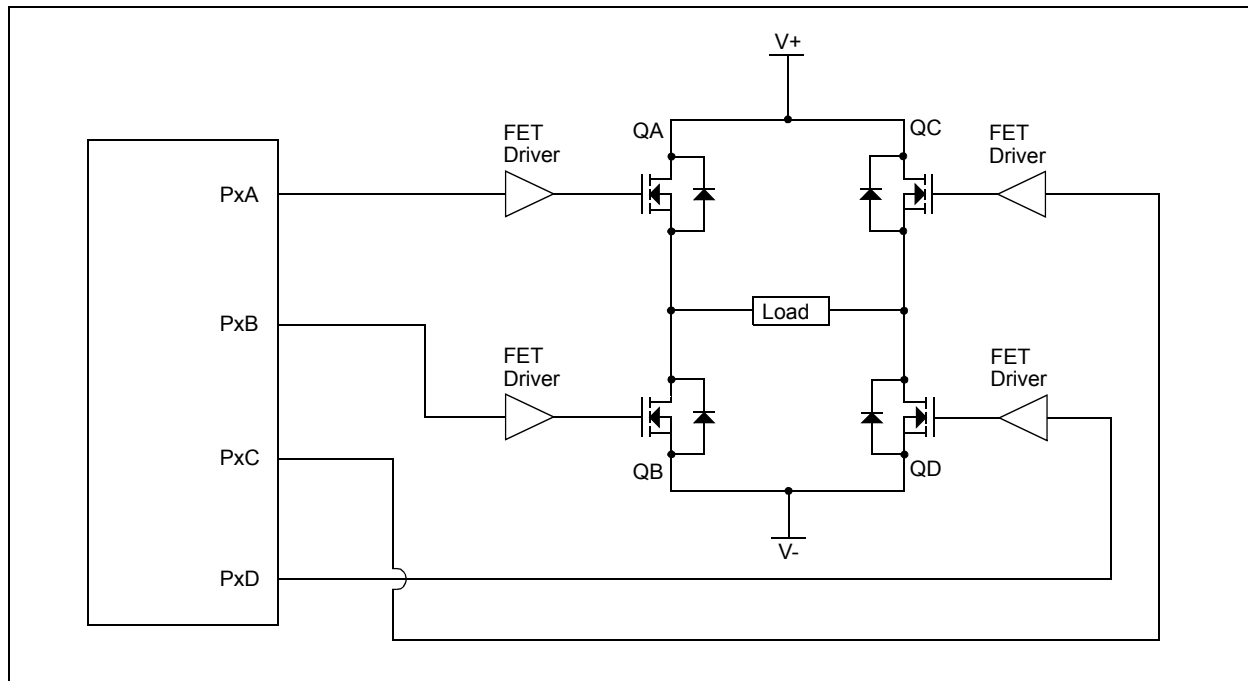 V+
QA
QC
FET
Driver
FET
Driver
PxA
Load
PxB
FET
Driver
FET
Driver
PxC
QB
QD
V-
PxD